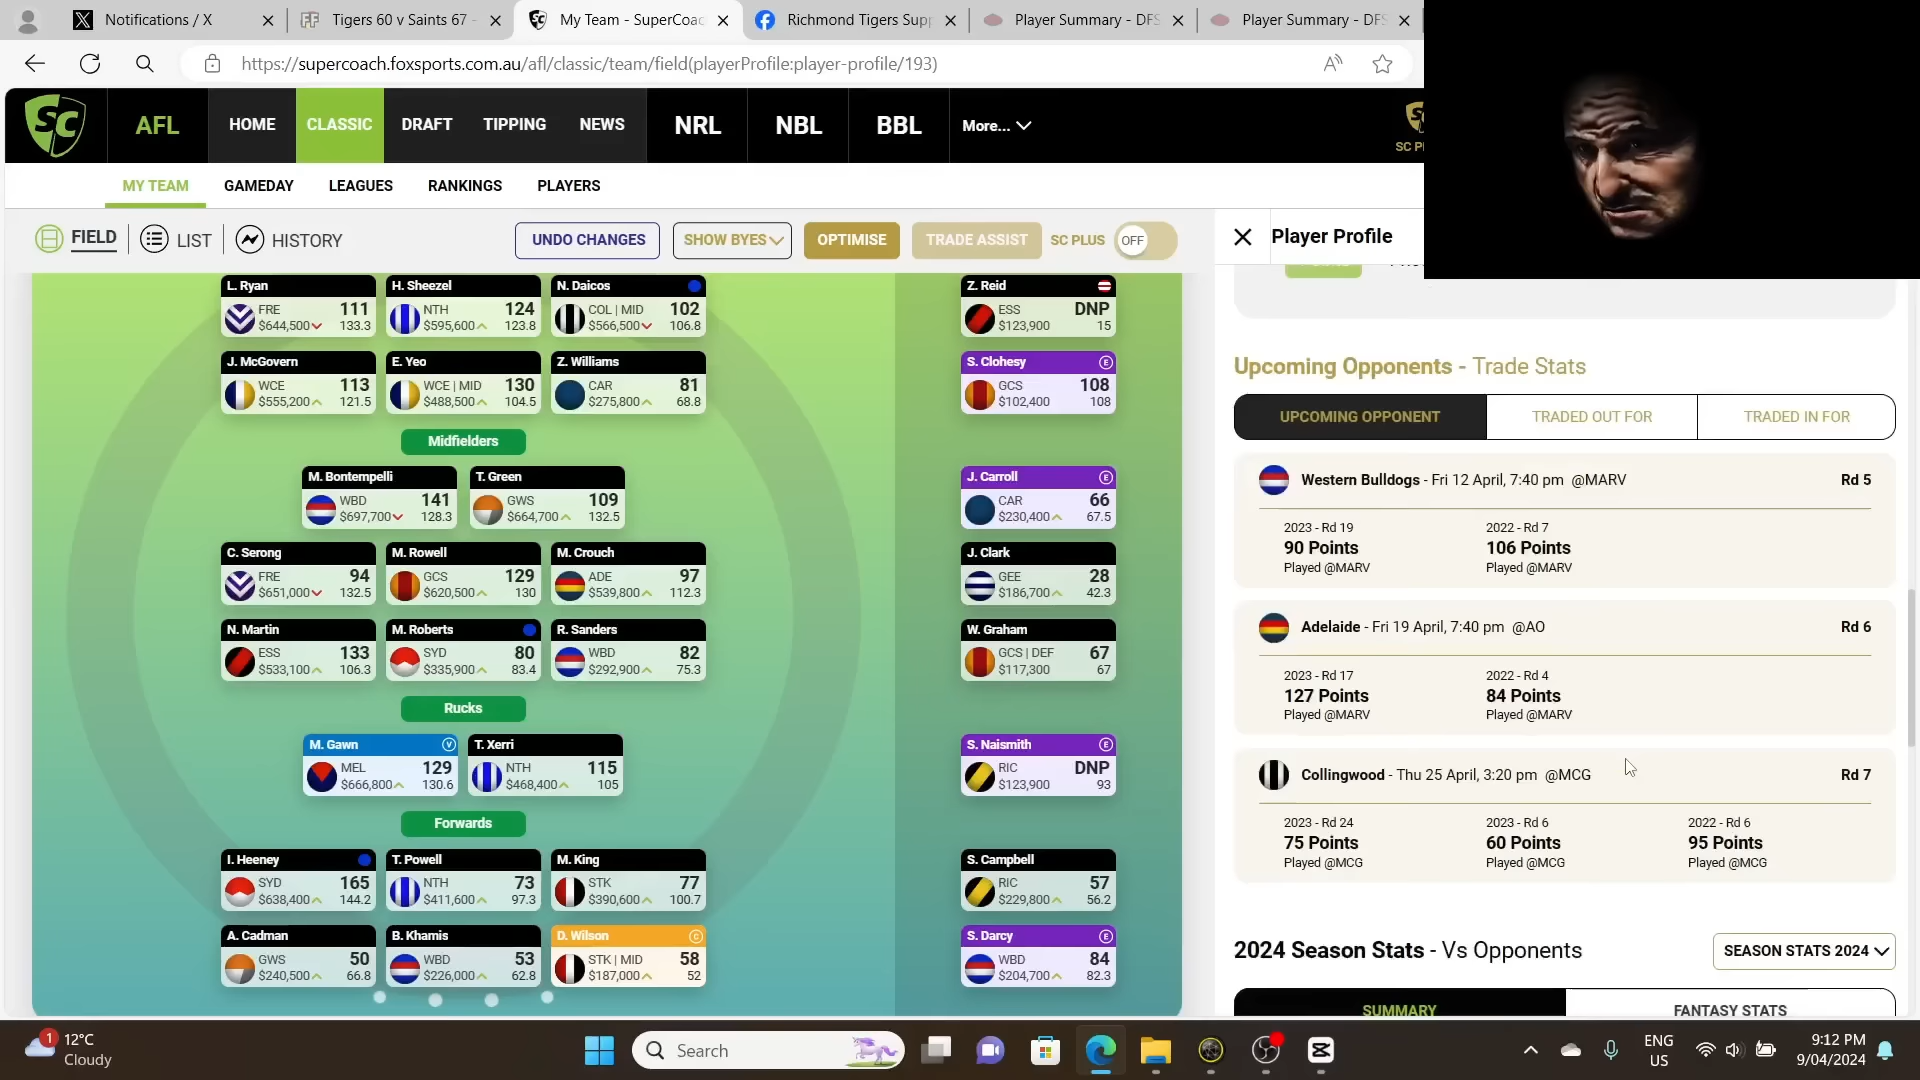 Notifications / X
Tigers 60 v Saints 67 -
My Team - SuperCoac
Richmond Tigers Supp
Player Summary - DFS
Player Summary - DFS
https://supercoach.foxsports.com.au/afl/classic/team/field(playerProfile:player-profile/193)
SC
AFL
HOME
CLASSIC
DRAFT
TIPPING
NEWS
NRL
NBL
BBL
More...
SC PL
MY TEAM
GAMEDAY
LEAGUES
RANKINGS
PLAYERS
FIELD
LIST
HISTORY
UNDO CHANGES
SHOW BYES
OPTIMISE
TRADE ASSIST
SC PLUS
OFF
Player Profile
L. Ryan
FRE 111
$644,500 133.3
H. Sheezel
NTH 124
$595,600 123.8
N. Daicos
COL | MID 102
$566,500 106.8
Z. Reid
ESS DNP
$123,900 15
J. McGovern
WCE 113
$555,200 121.5
E. Yeo
WCE | MID 130
$488,500 104.5
Z. Williams
CAR 81
$275,800 68.8
S. Clohesy E
GCS 108
$102,400 108
Midfielders
M. Bontempelli
WBD 141
$697,700 128.3
T. Green
GWS 109
$664,700 132.5
J. Carroll E
CAR 66
$230,400 67.5
C. Serong
FRE 94
$651,000 132.5
M. Rowell
GCS 129
$620,500 130
M. Crouch
ADE 97
$539,800 112.3
J. Clark
GEE 28
$186,700 42.3
N. Martin
ESS 133
$533,100 106.3
M. Roberts
SYD 80
$335,900 83.4
R. Sanders
WBD 82
$292,900 75.3
W. Graham
GCS | DEF 67
$117,300 67
Rucks
M. Gawn V
MEL 129
$666,800 130.6
T. Xerri
NTH 115
$468,400 105
S. Naismith E
RIC DNP
$123,900 93
Forwards
I. Heeney
SYD 165
$638,400 144.2
T. Powell
NTH 73
$411,600 97.3
M. King
STK 77
$390,600 100.7
S. Campbell
RIC 57
$229,800 56.2
A. Cadman
GWS 50
$240,500 66.8
B. Khamis
WBD 53
$226,000 62.8
D. Wilson C
STK | MID 58
$187,000 52
S. Darcy E
WBD 84
$204,700 82.3
Upcoming Opponents - Trade Stats
UPCOMING OPPONENT
TRADED OUT FOR
TRADED IN FOR
Western Bulldogs - Fri 12 April, 7:40 pm @MARV Rd 5
2023 - Rd 19
90 Points
Played @MARV
2022 - Rd 7
106 Points
Played @MARV
Adelaide - Fri 19 April, 7:40 pm @AO Rd 6
2023 - Rd 17
127 Points
Played @MARV
2022 - Rd 4
84 Points
Played @MARV
Collingwood - Thu 25 April, 3:20 pm @MCG Rd 7
2023 - Rd 24
75 Points
Played @MCG
2023 - Rd 6
60 Points
Played @MCG
2022 - Rd 6
95 Points
Played @MCG
2024 Season Stats - Vs Opponents
SEASON STATS 2024
SUMMARY
FANTASY STATS
1
12°C
Cloudy
Search
ENG
US
9:12 PM
9/04/2024